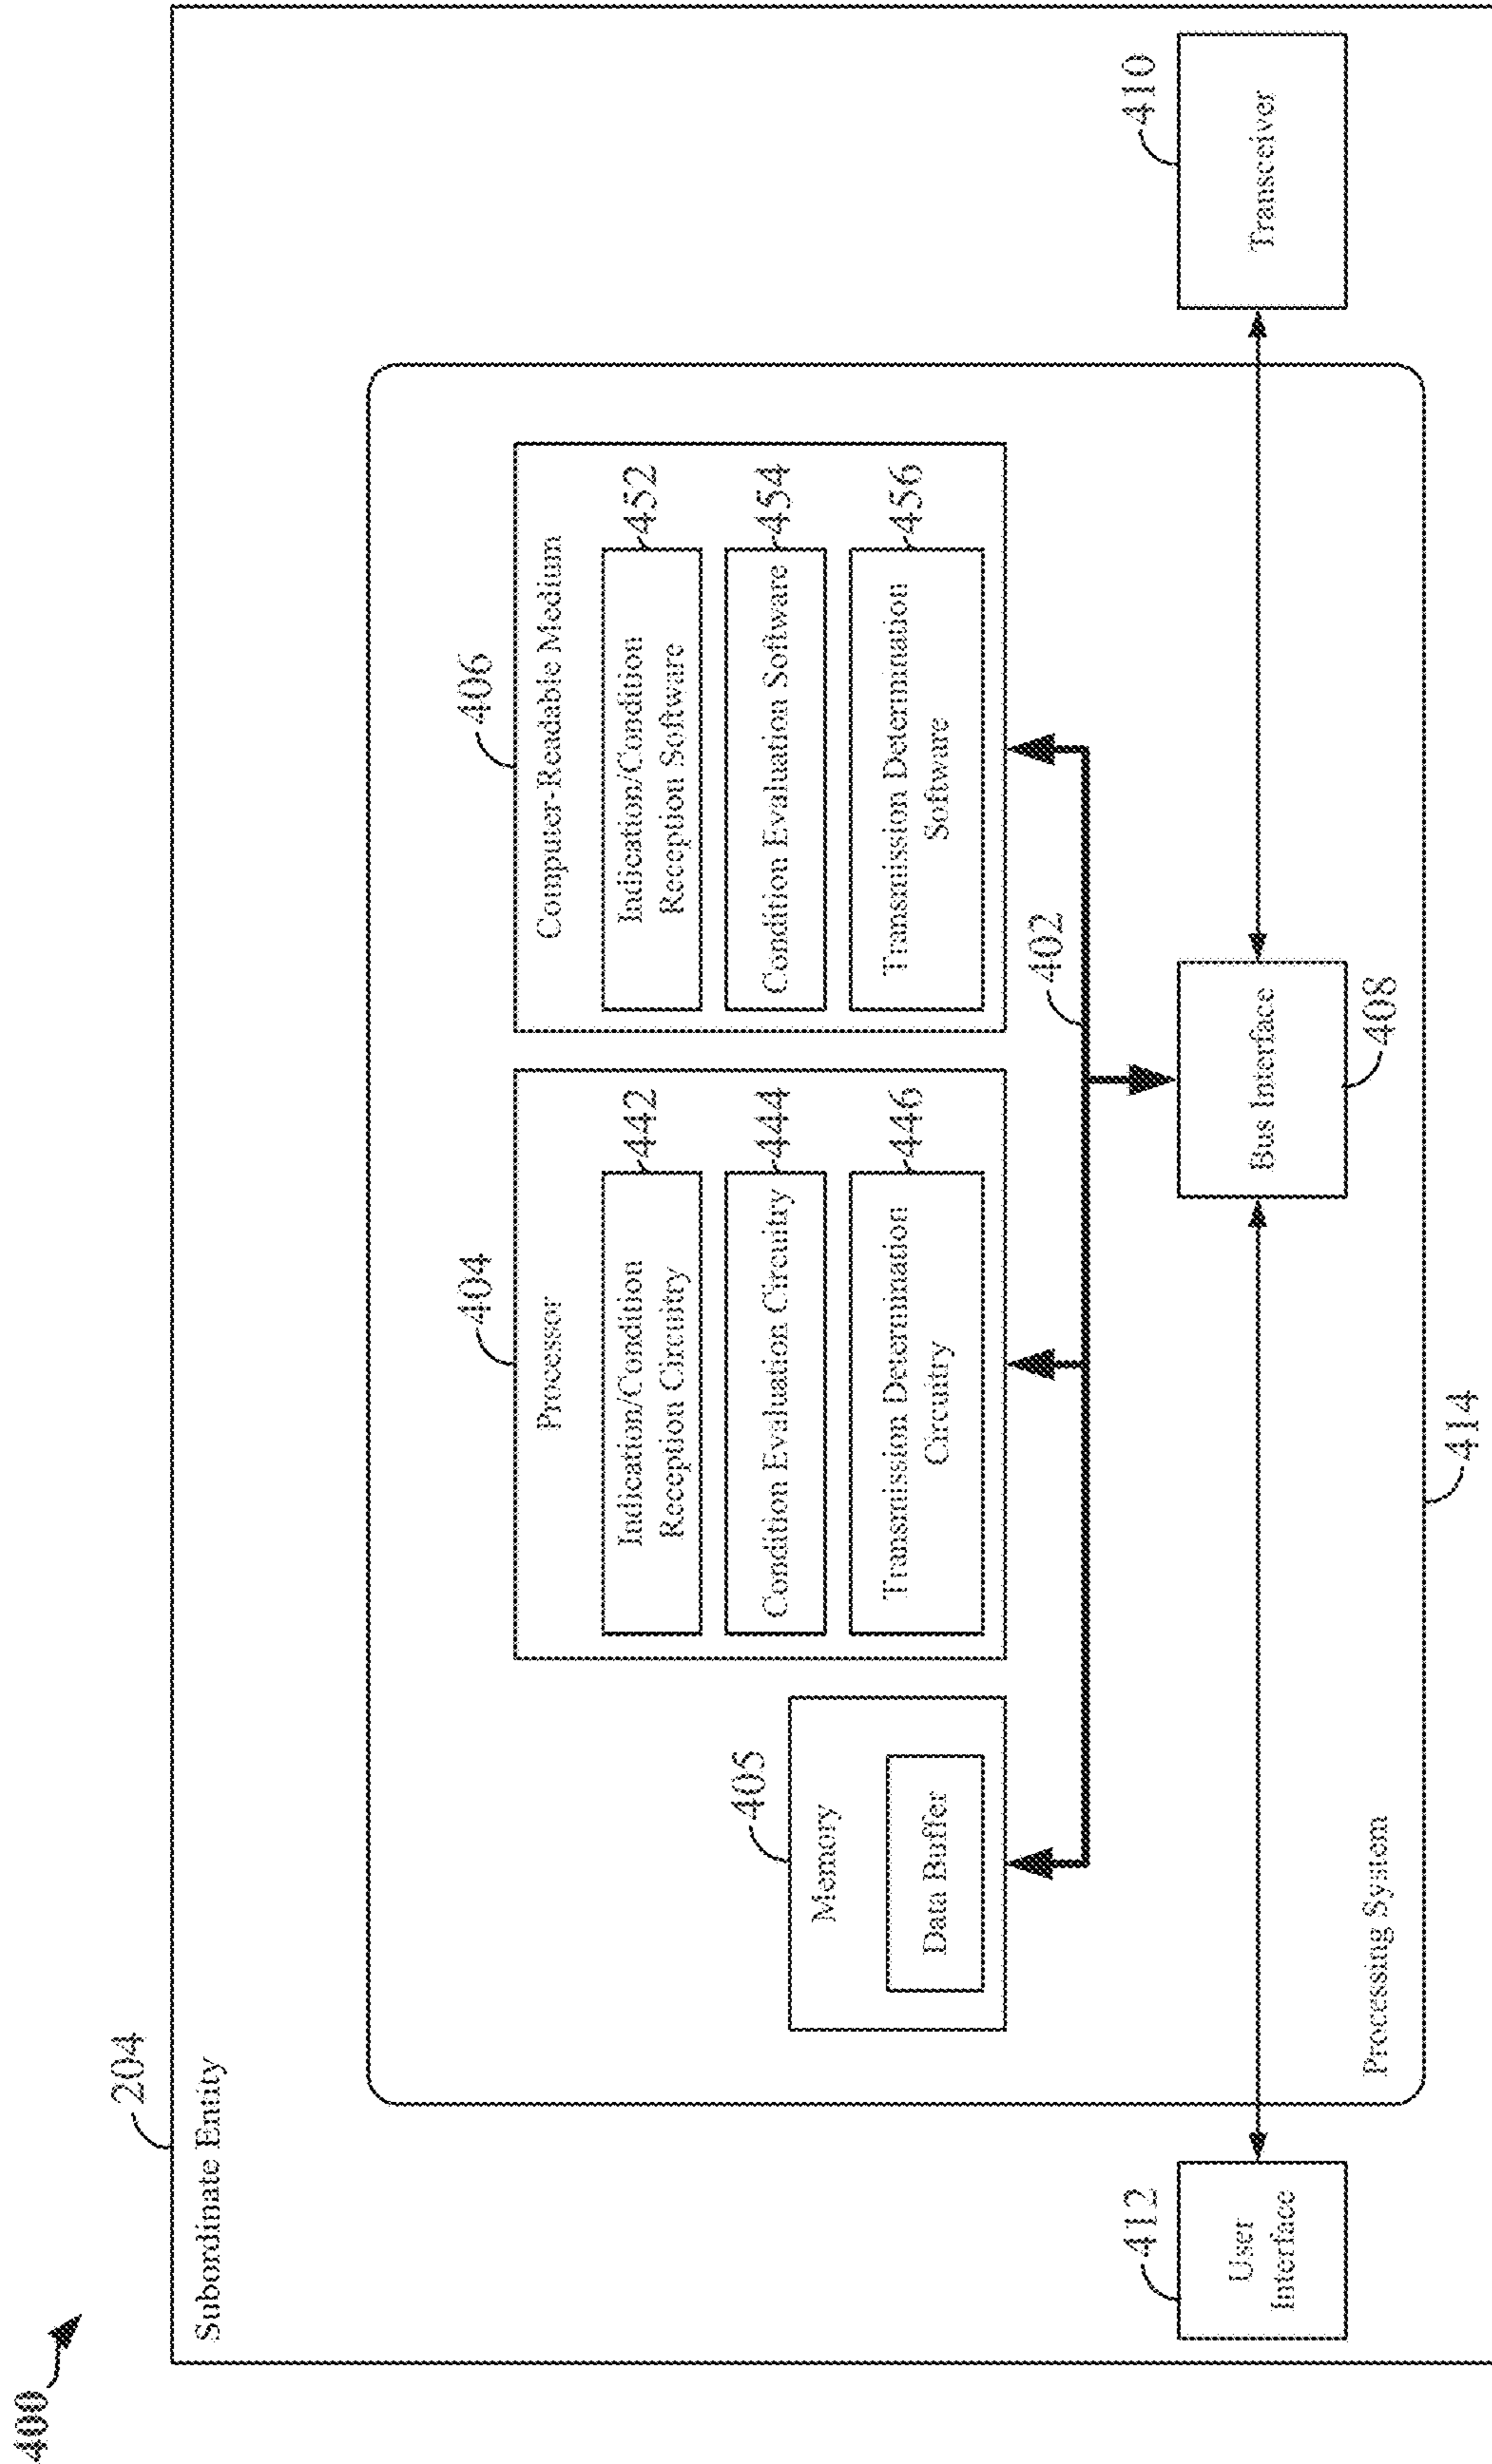 400
204
Subordinate Entity
406
Computer-Readable Medium
452
Indication/Condition
Reception Software
454
Condition Evaluation Software
456
Transmission Determination
Software
404
Processor
442
Indication/Condition
Reception Circuitry
444
Condition Evaluation Circuitry
446
Transmission Determination
Circuitry
405
Memory
Data Buffer
402
412
User
Interface
Bus Interface
408
410
Transceiver
Processing System
414